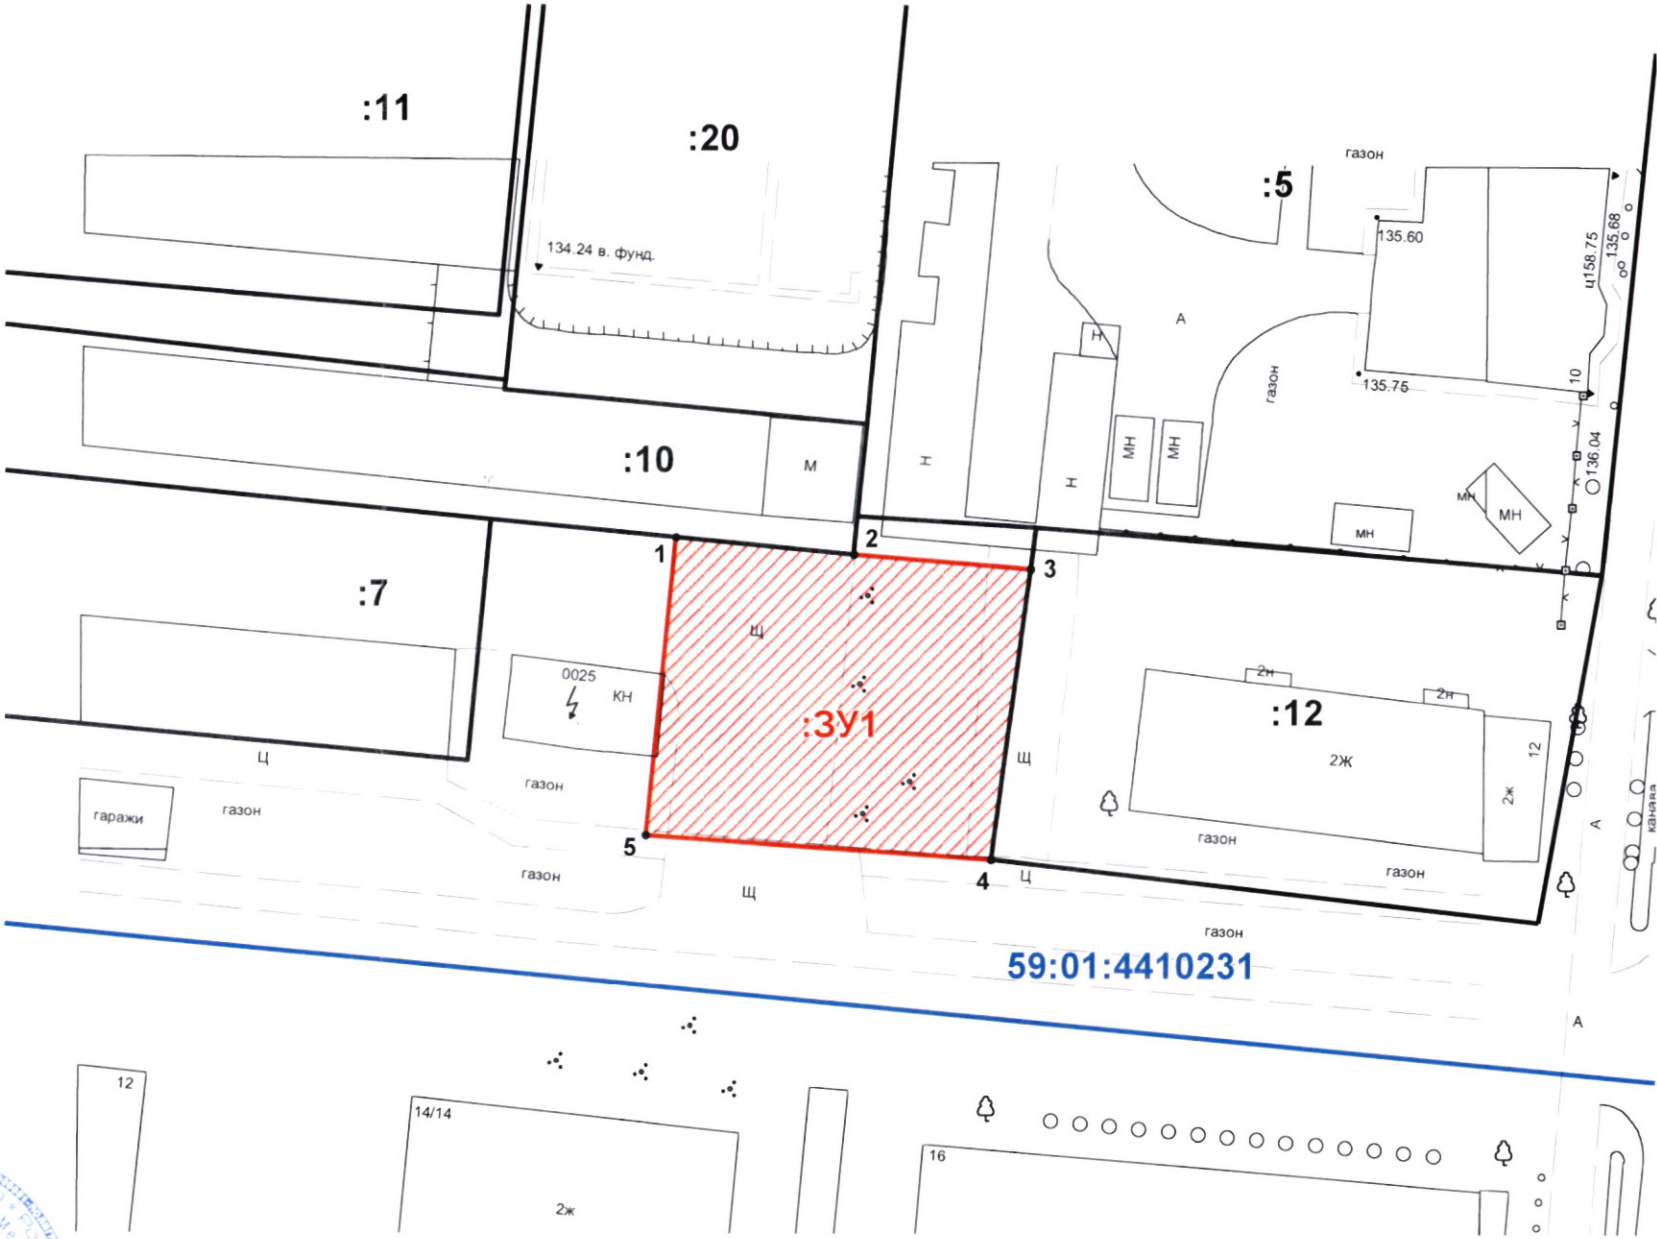 :11
:20
газон
:5
135.60
ц158.75
135.68
134.24 в. фунд.
А
Н
газон
135.75
10
136.04
:10
М
Н
Н
МН
МН
мн
МН
мн
1
2
3
:7
Щ
0025
КН
:ЗУ1
2н
2н
:12
2Ж
12
2ж
Ц
Щ
газон
гаражи
газон
газон
газон
А
канава
5
4
Ц
газон
Щ
газон
59:01:4410231
А
12
14/14
16
2ж